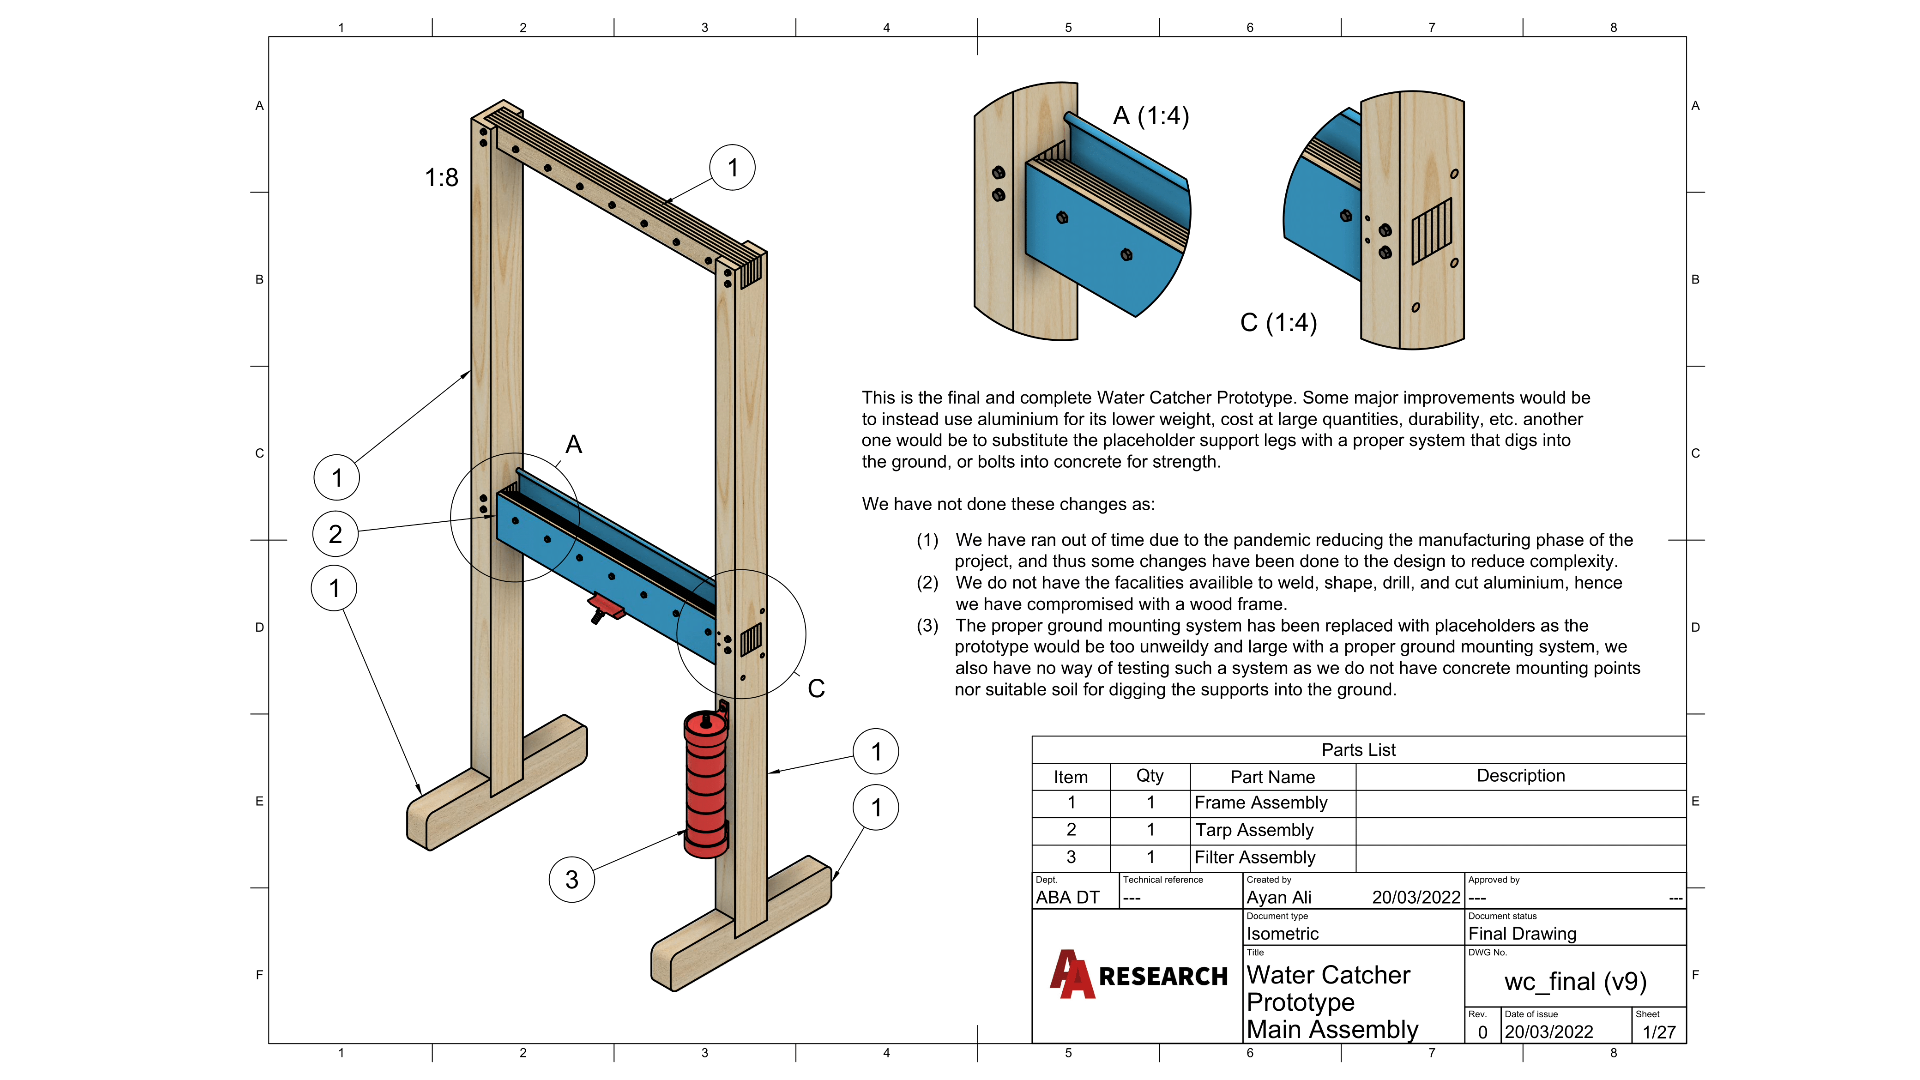 1 2 3 4 5 6 7 8
A
A
B
B
C
C
D
D
E
E
F
F
1:8
1
A (1:4)
C (1:4)
A
1
2
1
C
1
1
3
This is the final and complete Water Catcher Prototype. Some major improvements would be
to instead use aluminium for its lower weight, cost at large quantities, durability, etc. another
one would be to substitute the placeholder support legs with a proper system that digs into
the ground, or bolts into concrete for strength.
We have not done these changes as:
(1) We have ran out of time due to the pandemic reducing the manufacturing phase of the
project, and thus some changes have been done to the design to reduce complexity.
(2) We do not have the facalities availible to weld, shape, drill, and cut aluminium, hence
we have compromised with a wood frame.
(3) The proper ground mounting system has been replaced with placeholders as the
prototype would be too unweildy and large with a proper ground mounting system, we
also have no way of testing such a system as we do not have concrete mounting points
nor suitable soil for digging the supports into the ground.
Parts List
Item Qty Part Name Description
1 1 Frame Assembly
2 1 Tarp Assembly
3 1 Filter Assembly
Dept. Technical reference Created by Approved by
ABA DT --- Ayan Ali 20/03/2022 --- ---
Document type Document status
Isometric Final Drawing
Title DWG No.
Water Catcher
Prototype
Main Assembly
wc_final (v9)
Rev. Date of issue Sheet
0 20/03/2022 1/27
AA RESEARCH
1 2 3 4 5 6 7 8